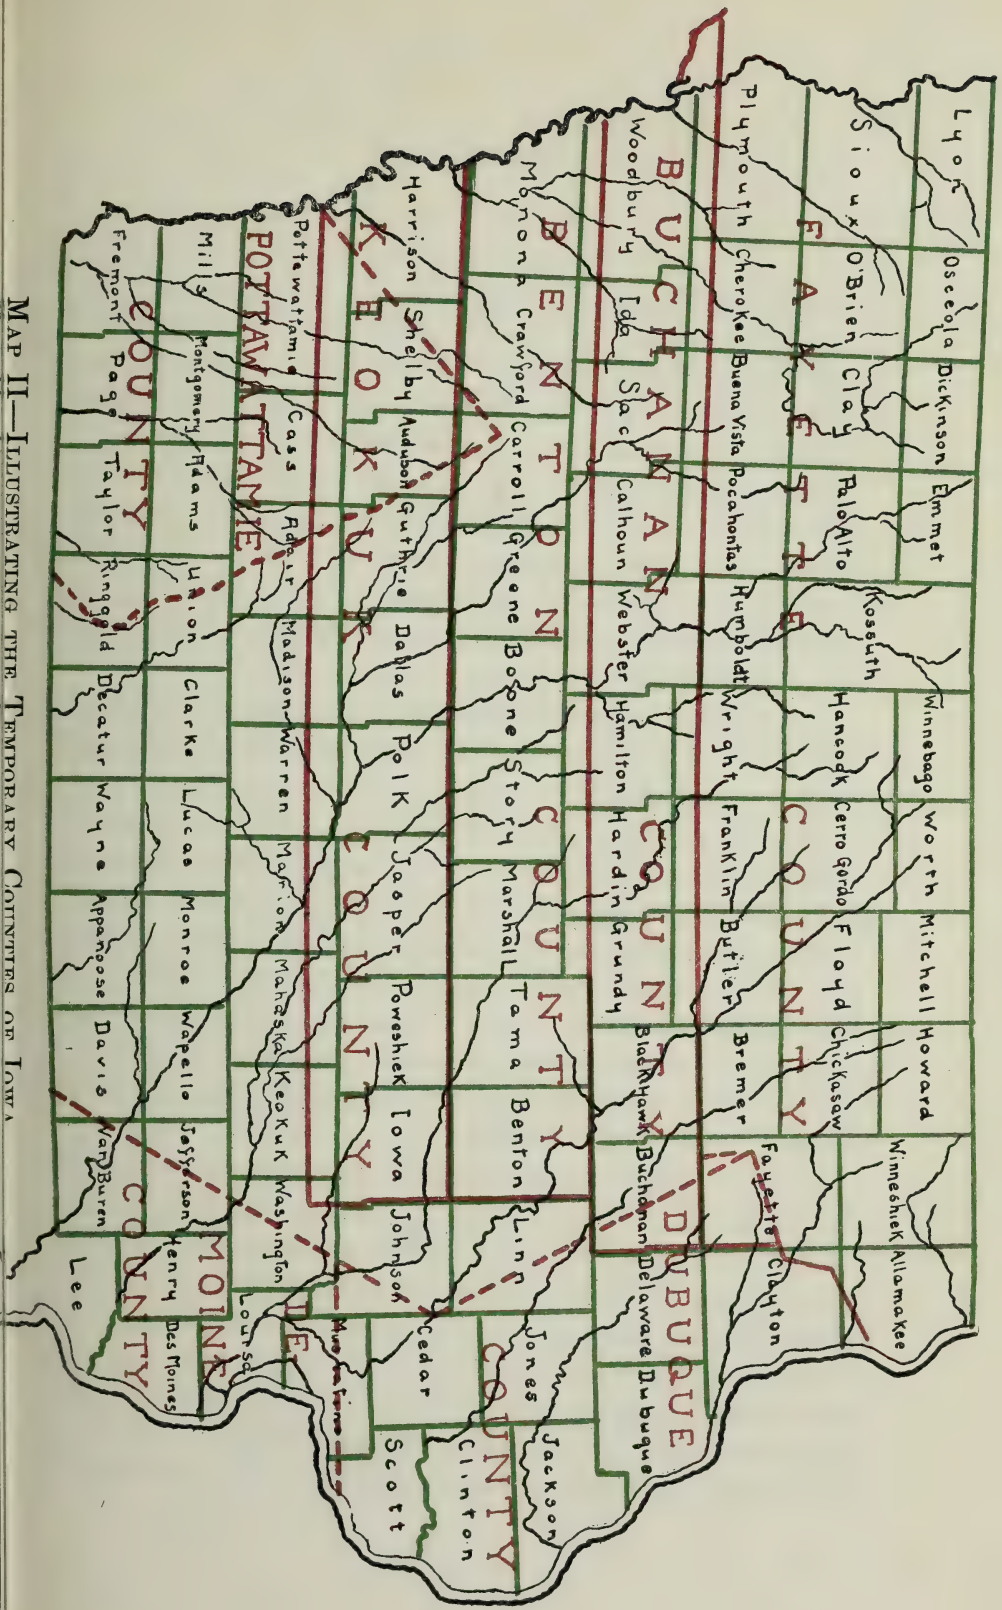 Lyon
Osceola
Dickinson
Emmet
Kossuth
Winnebago
Worth
Mitchell
Howard
Winneshiek
Allamakee
Sioux
O'Brien
Clay
Palo Alto
Hancock
Cerro Gordo
Floyd
Chickasaw
FAYETTE COUNTY
Plymouth
Cherokee
Buena Vista
Pocahontas
Humboldt
Wright
Franklin
Butler
Bremer
Fayette
Clayton
BUCHANAN COUNTY
DUBUQUE COUNTY
Woodbury
Ida
Sac
Calhoun
Webster
Hamilton
Hardin
Grundy
Black Hawk
Buchanan
Delaware
Dubuque
BENTON COUNTY
Monona
Crawford
Carroll
Greene
Boone
Story
Marshall
Tama
Benton
Linn
Jones
Jackson
Harrison
Shelby
Audubon
Guthrie
Dallas
Polk
Jasper
Poweshiek
Iowa
Johnson
Cedar
Clinton
Scott
KEOKUK COUNTY
Pottawattamie
Cass
Adair
Madison
Warren
Marion
Mahaska
Keokuk
Washington
Muscatine
Louisa
POTTAWATTAMIE COUNTY
DE MOINE COUNTY
Mills
Montgomery
Adams
Union
Clarke
Lucas
Monroe
Wapello
Jefferson
Henry
Des Moines
Fremont
Page
Taylor
Ringgold
Decatur
Wayne
Appanoose
Davis
Van Buren
Lee
MAP II—ILLUSTRATING THE TEMPORARY COUNTIES OF IOWA